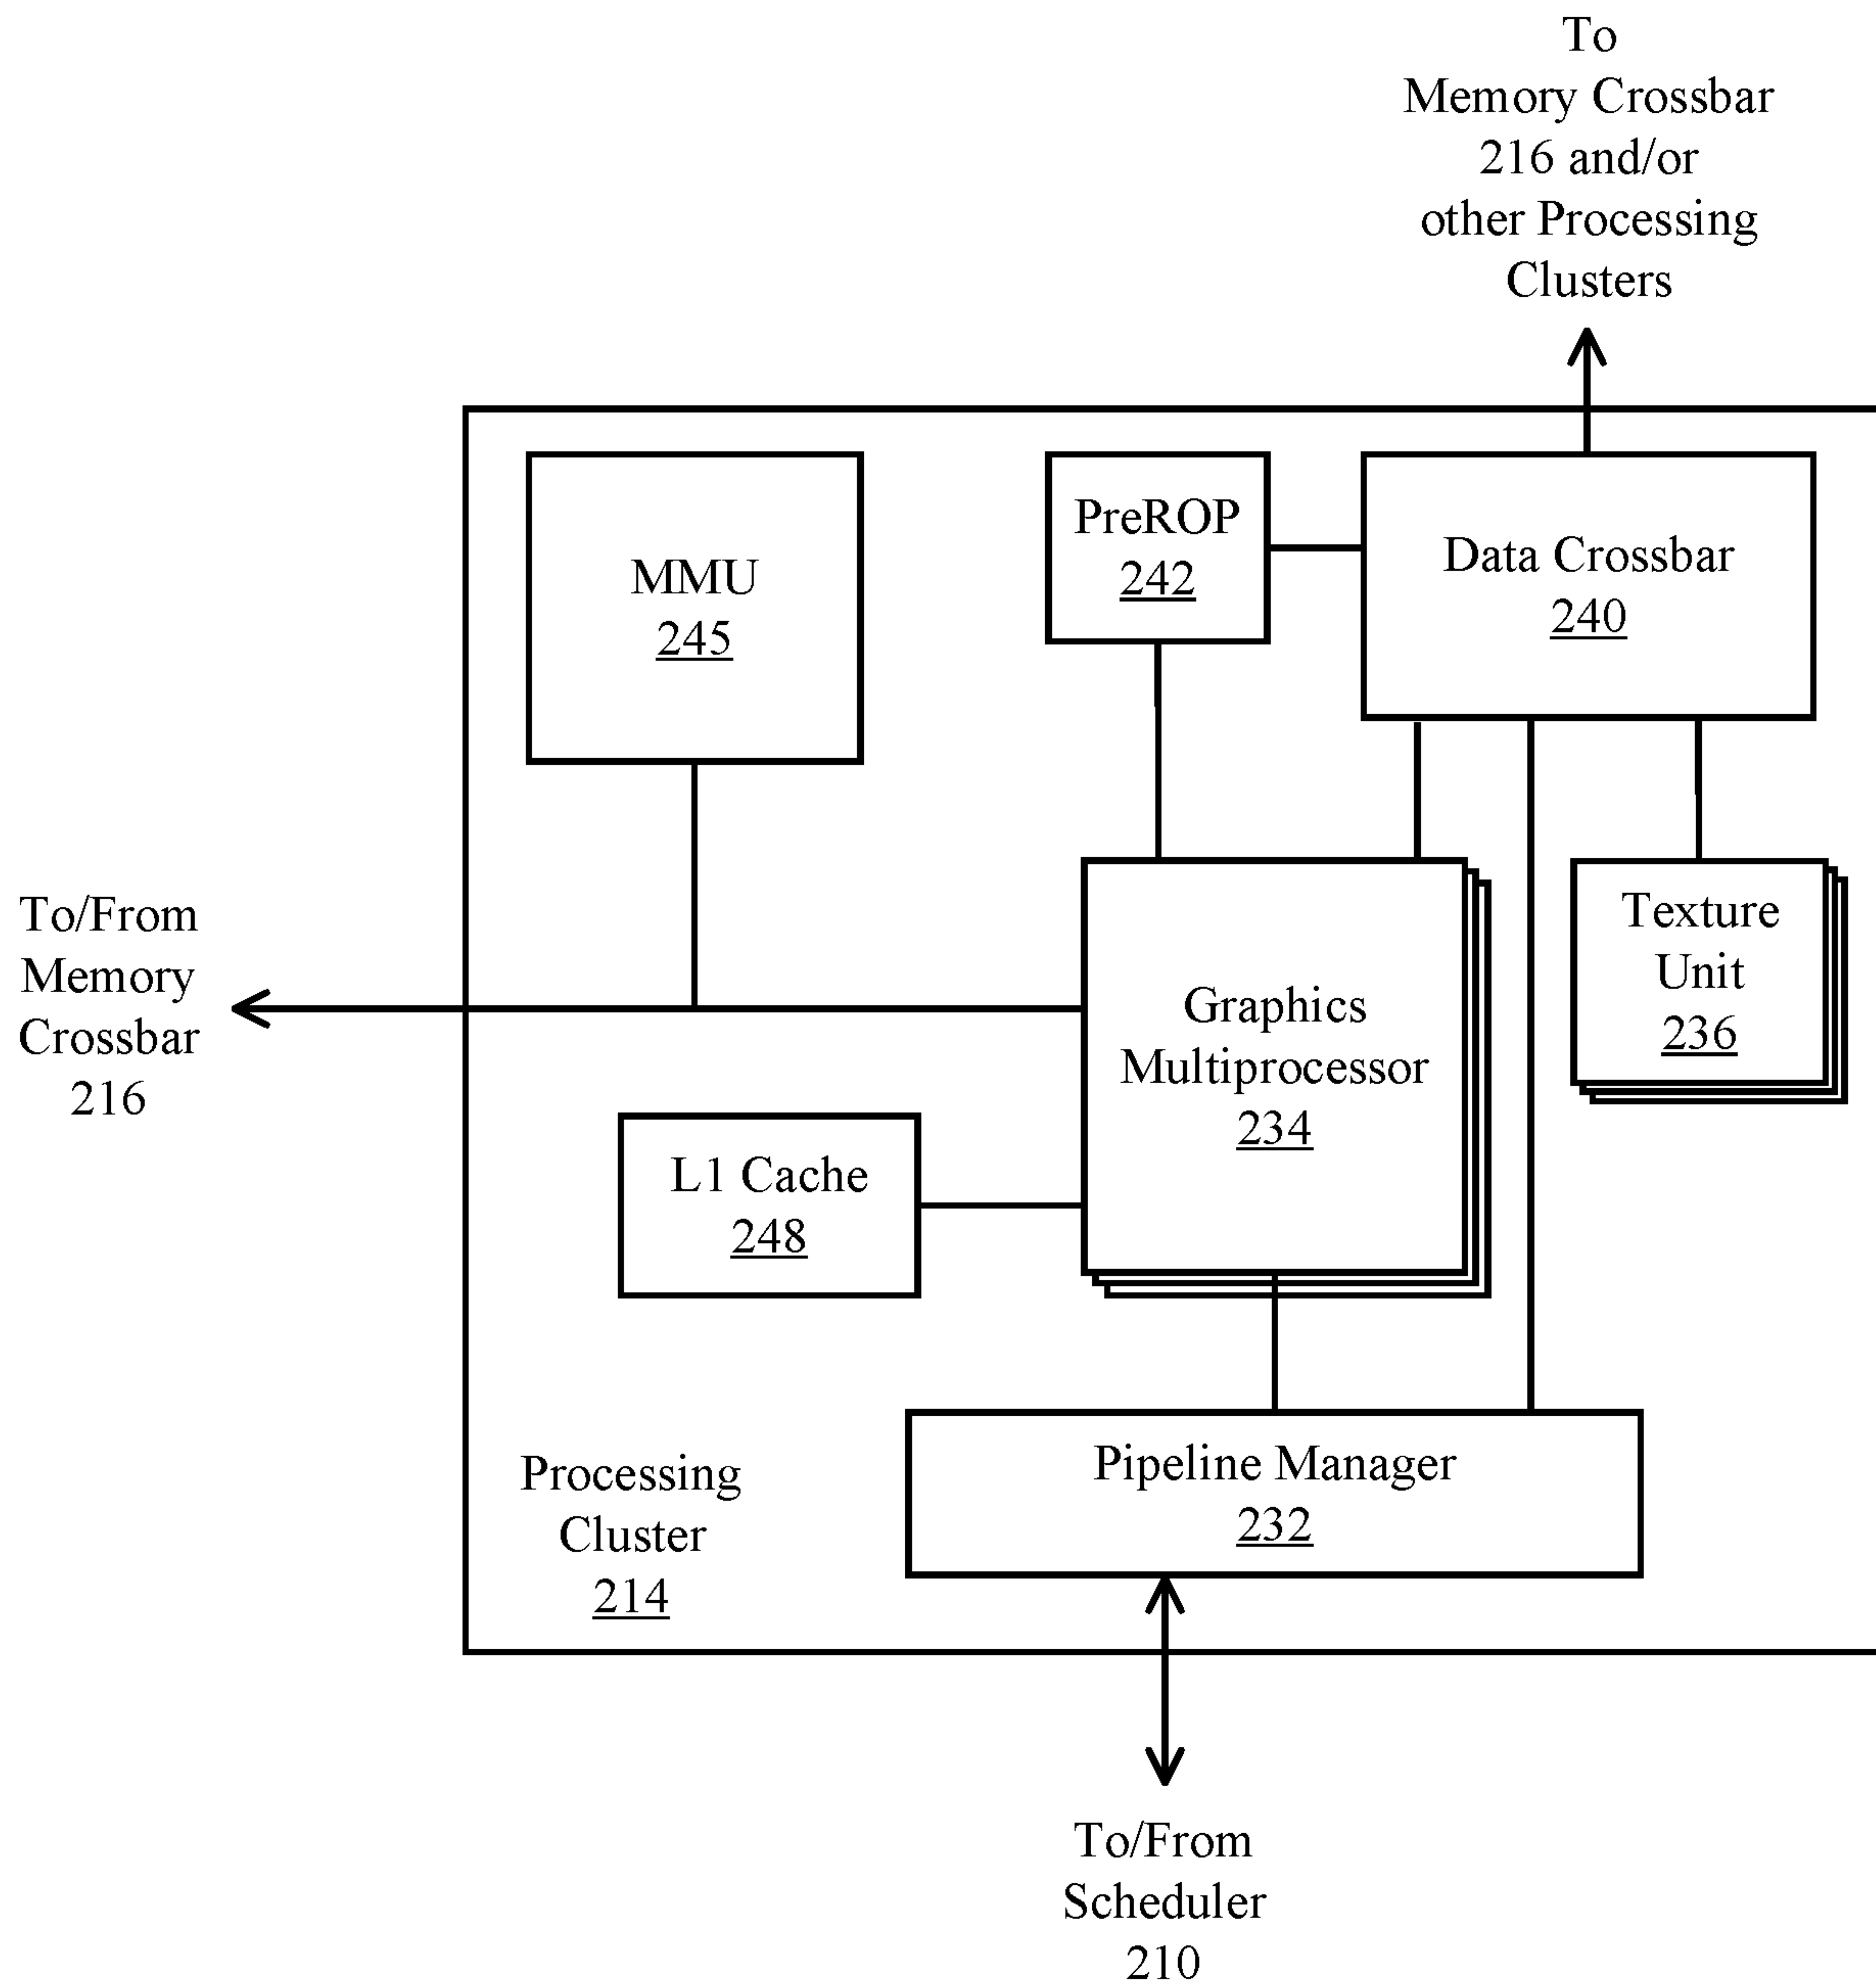 To
Memory Crossbar
216 and/or
other Processing
Clusters
MMU
245
PreROP
242
Data Crossbar
240
To/From
Memory
Crossbar
216
Graphics
Multiprocessor
234
Texture
Unit
236
L1 Cache
248
Pipeline Manager
232
Processing
Cluster
214
To/From
Scheduler
210